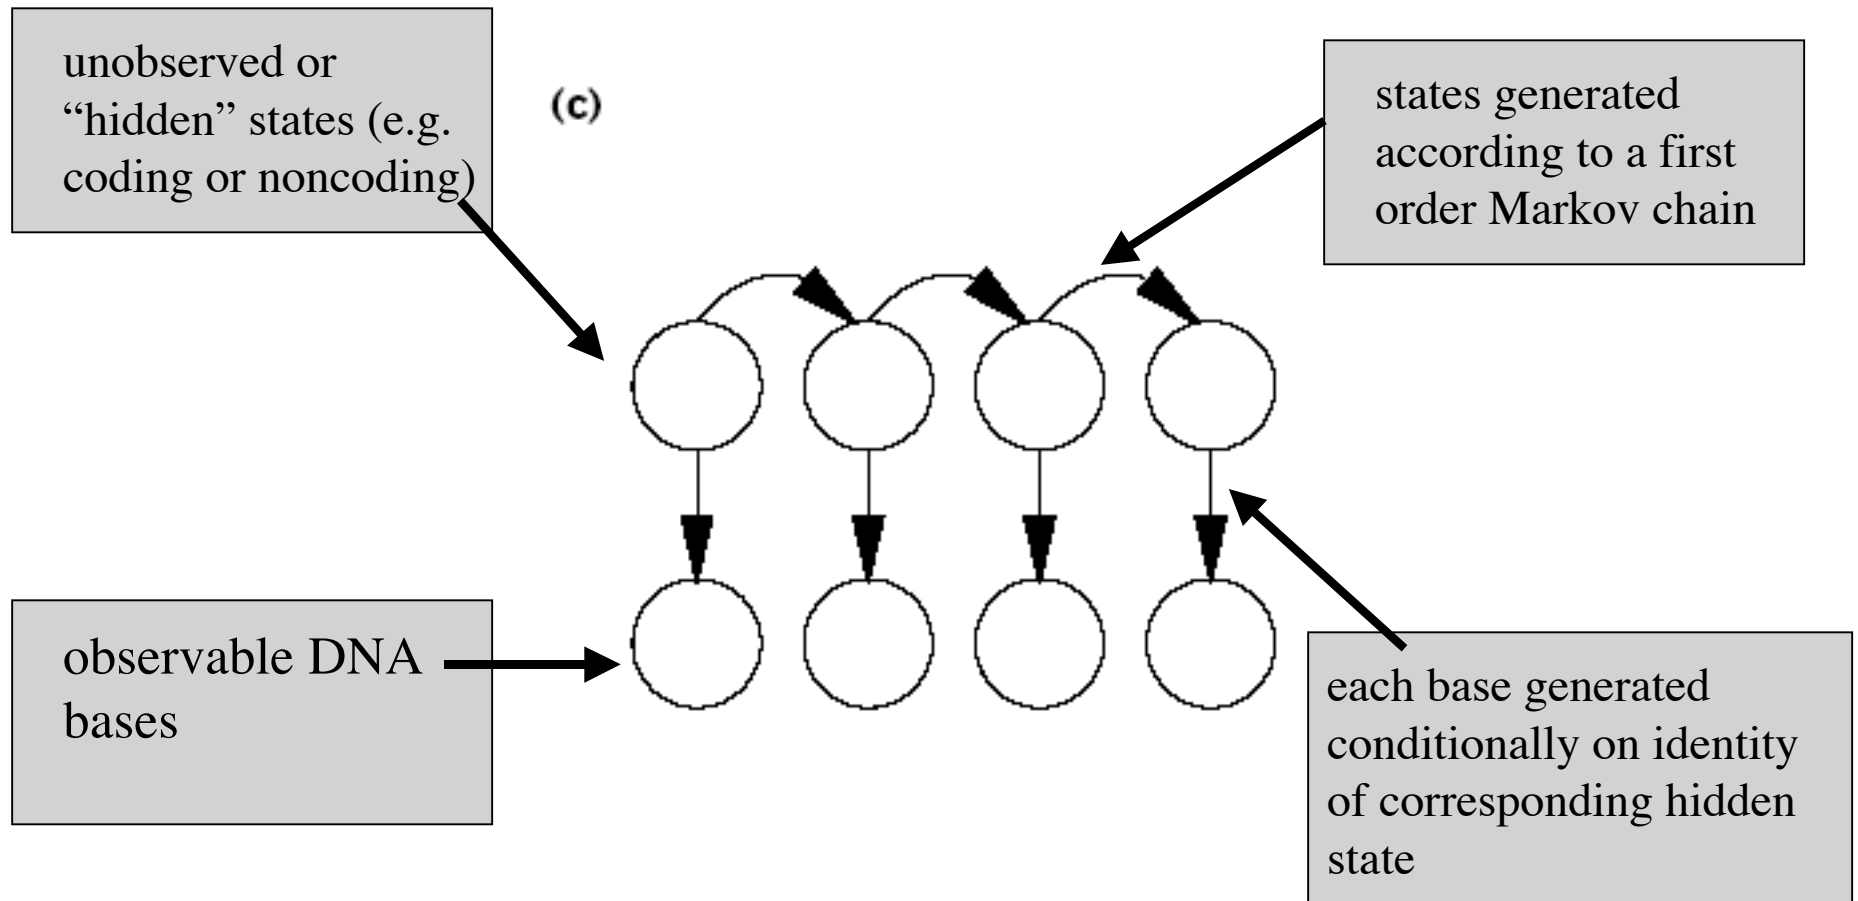 unobserved or
“hidden” states (e.g.
coding or noncoding)
(c)
states generated
according to a first
order Markov chain
observable DNA
bases
each base generated
conditionally on identity
of corresponding hidden
state